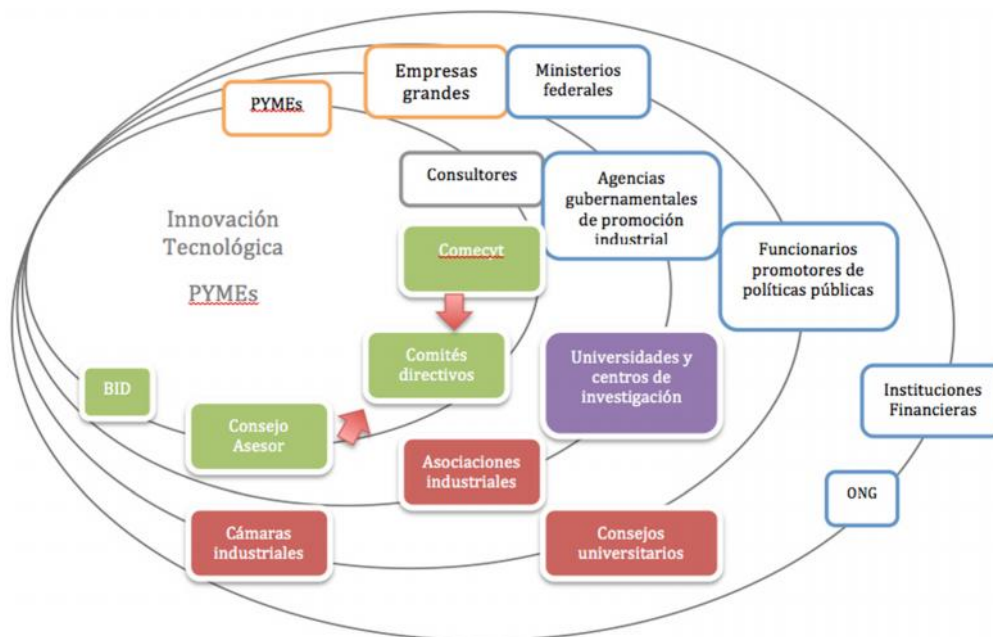 Empresas
grandes
Ministerios
federales
PYMEs
Consultores
Agencias
gubernamentales
de promoción
industrial
Innovación
Tecnológica
PYMEs
Comecyt
Funcionarios
promotores de
políticas públicas
Comités
directivos
Universidades y
centros de
investigación
BID
Instituciones
Financieras
Consejo
Asesor
Asociaciones
industriales
ONG
Cámaras
industriales
Consejos
universitarios